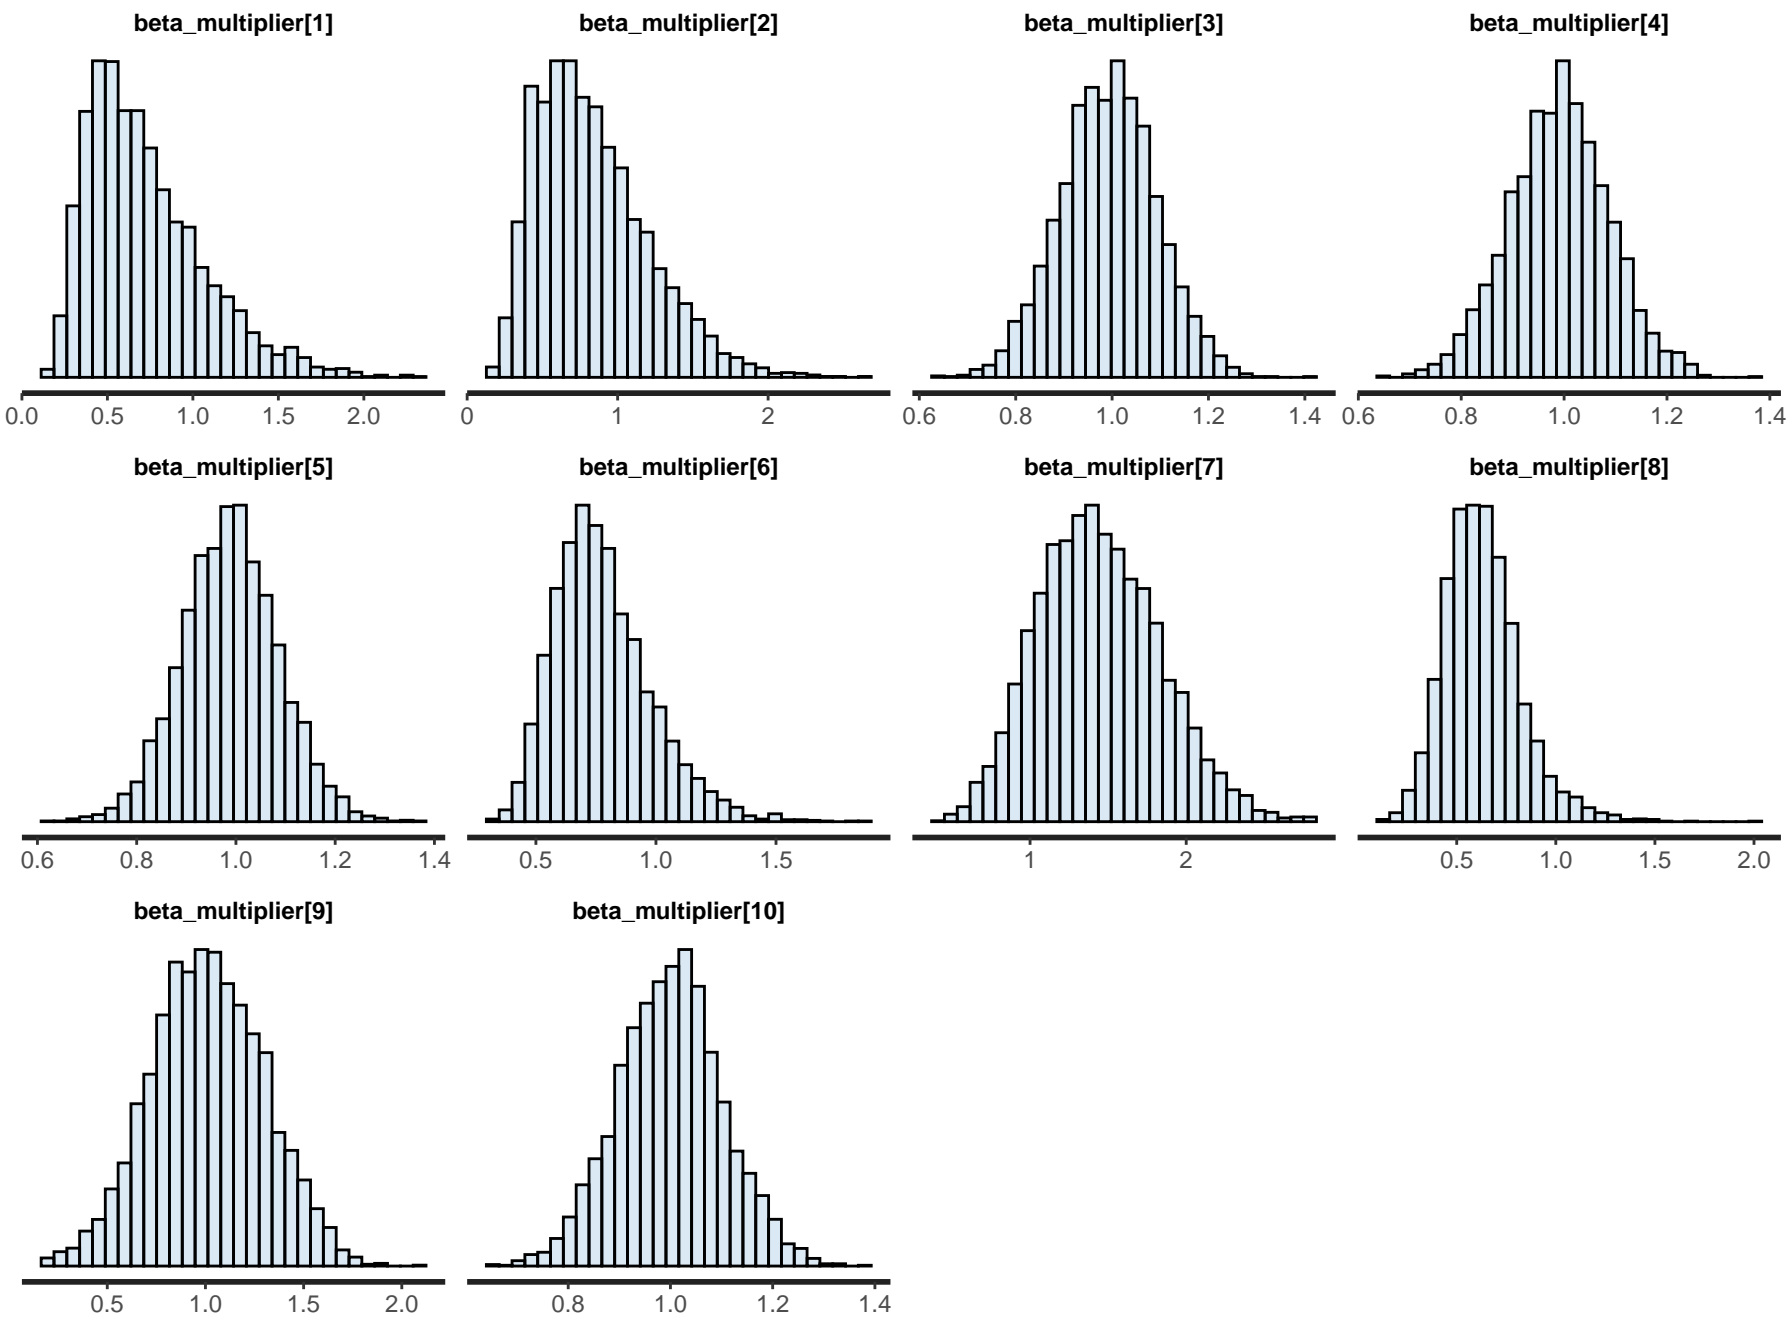 beta_multiplier[1] beta_multiplier[2] beta_multiplier[3] beta_multiplier[4]
0.0 0.5 1.0 1.5 2.0 0 1 2 0.6 0.8 1.0 1.2 1.4 0.6 0.8 1.0 1.2 1.4
beta_multiplier[5] beta_multiplier[6] beta_multiplier[7] beta_multiplier[8]
0.6 0.8 1.0 1.2 1.4 0.5 1.0 1.5 1 2 0.5 1.0 1.5 2.0
beta_multiplier[9] beta_multiplier[10]
0.5 1.0 1.5 2.0 0.8 1.0 1.2 1.4